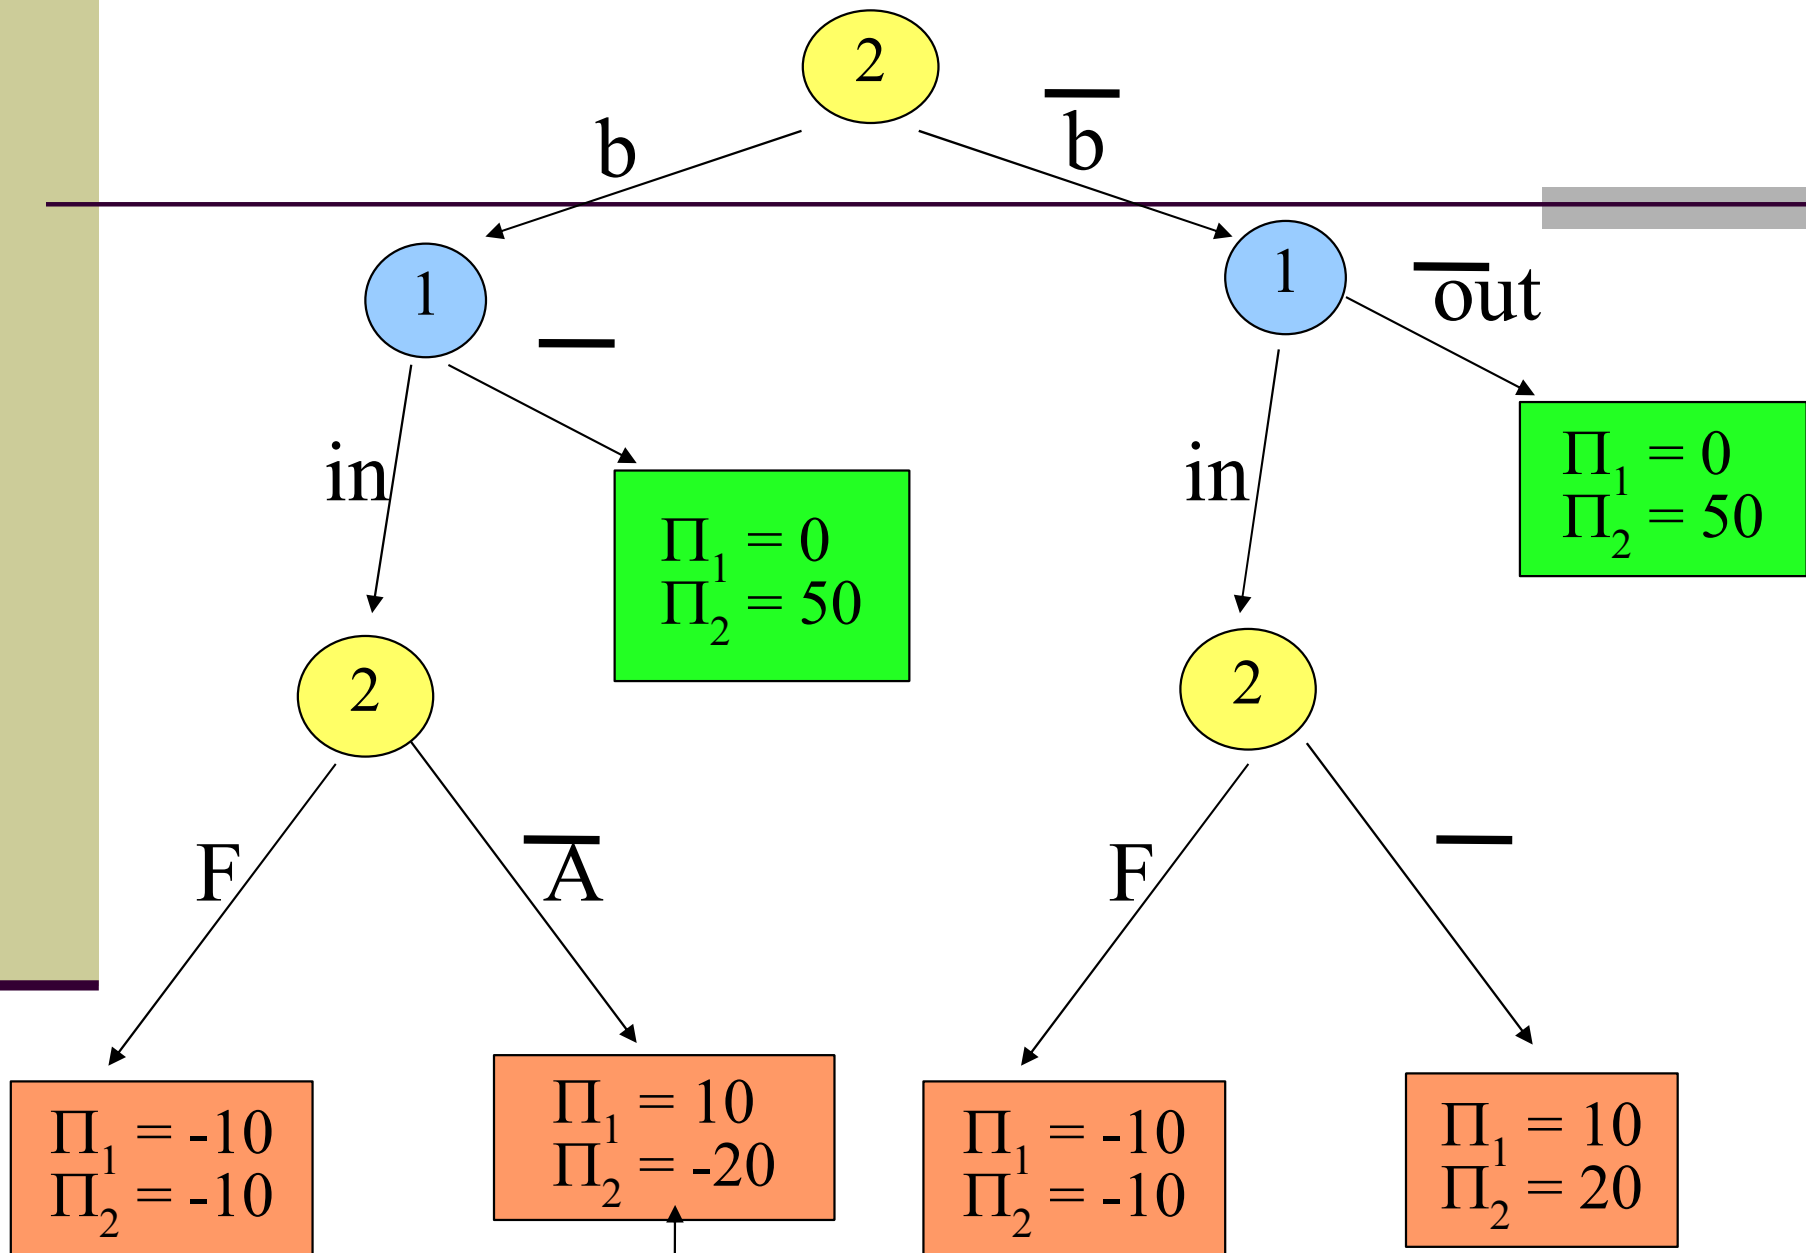 2
b
b̅
1
1
out
in
in
Π₁ = 0
Π₂ = 50
Π₁ = 0
Π₂ = 50
2
2
F
A̅
F
Π₁ = -10
Π₂ = -10
Π₁ = 10
Π₂ = -20
Π₁ = -10
Π₂ = -10
Π₁ = 10
Π₂ = 20